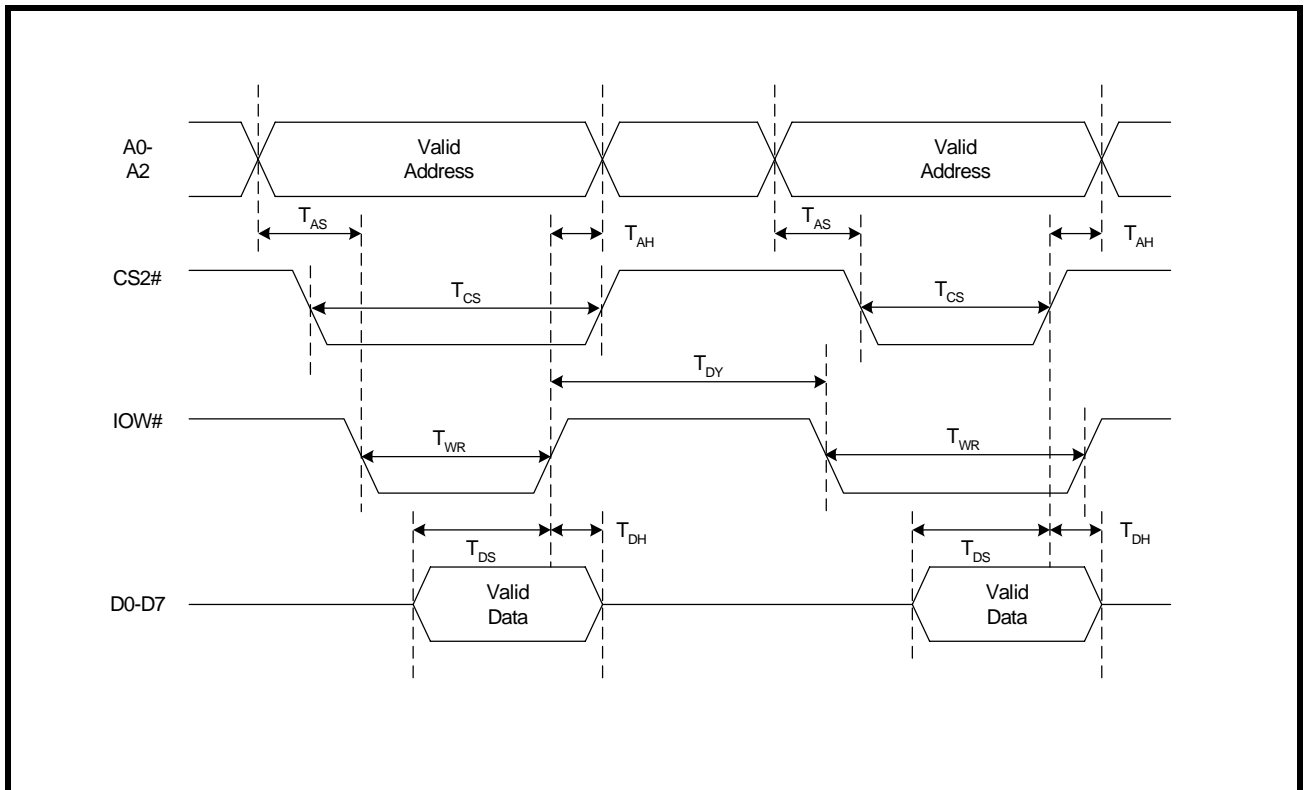 A0-
A2
Valid
Address
Valid
Address
TAS
TAH
TAS
TAH
CS2#
TCS
TCS
TDY
IOW#
TWR
TWR
TDS
TDH
TDS
TDH
D0-D7
Valid
Data
Valid
Data